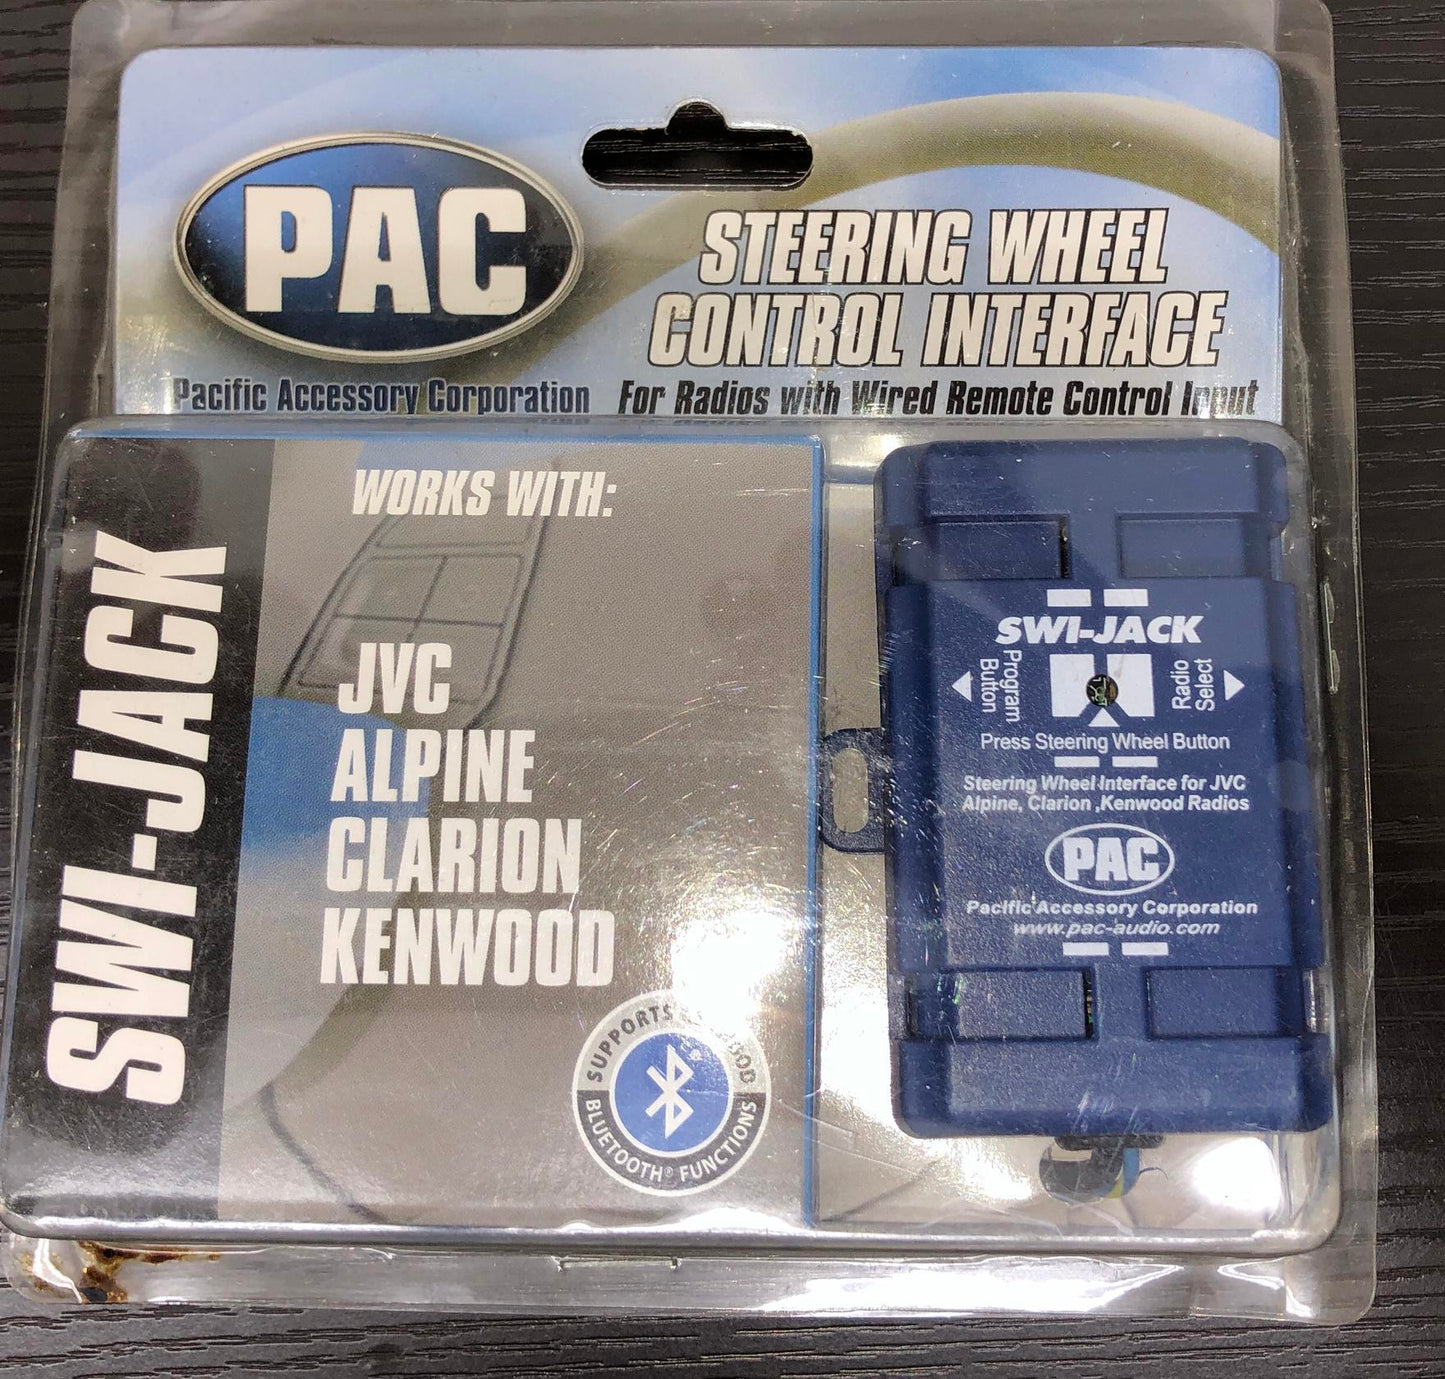 PAC
Pacific Accessory Corporation
STEERING WHEEL
CONTROL INTERFACE
For Radios with Wired Remote Control Input
SWI-JACK
WORKS WITH:
JVC
ALPINE
CLARION
KENWOOD
SUPPORTS
BLUETOOTH® FUNCTIONS
SWI-JACK
Program
Button
Radio
Select
Press Steering Wheel Button
Steering Wheel Interface for JVC
Alpine, Clarion ,Kenwood Radios
PAC
Pacific Accessory Corporation
www.pac-audio.com